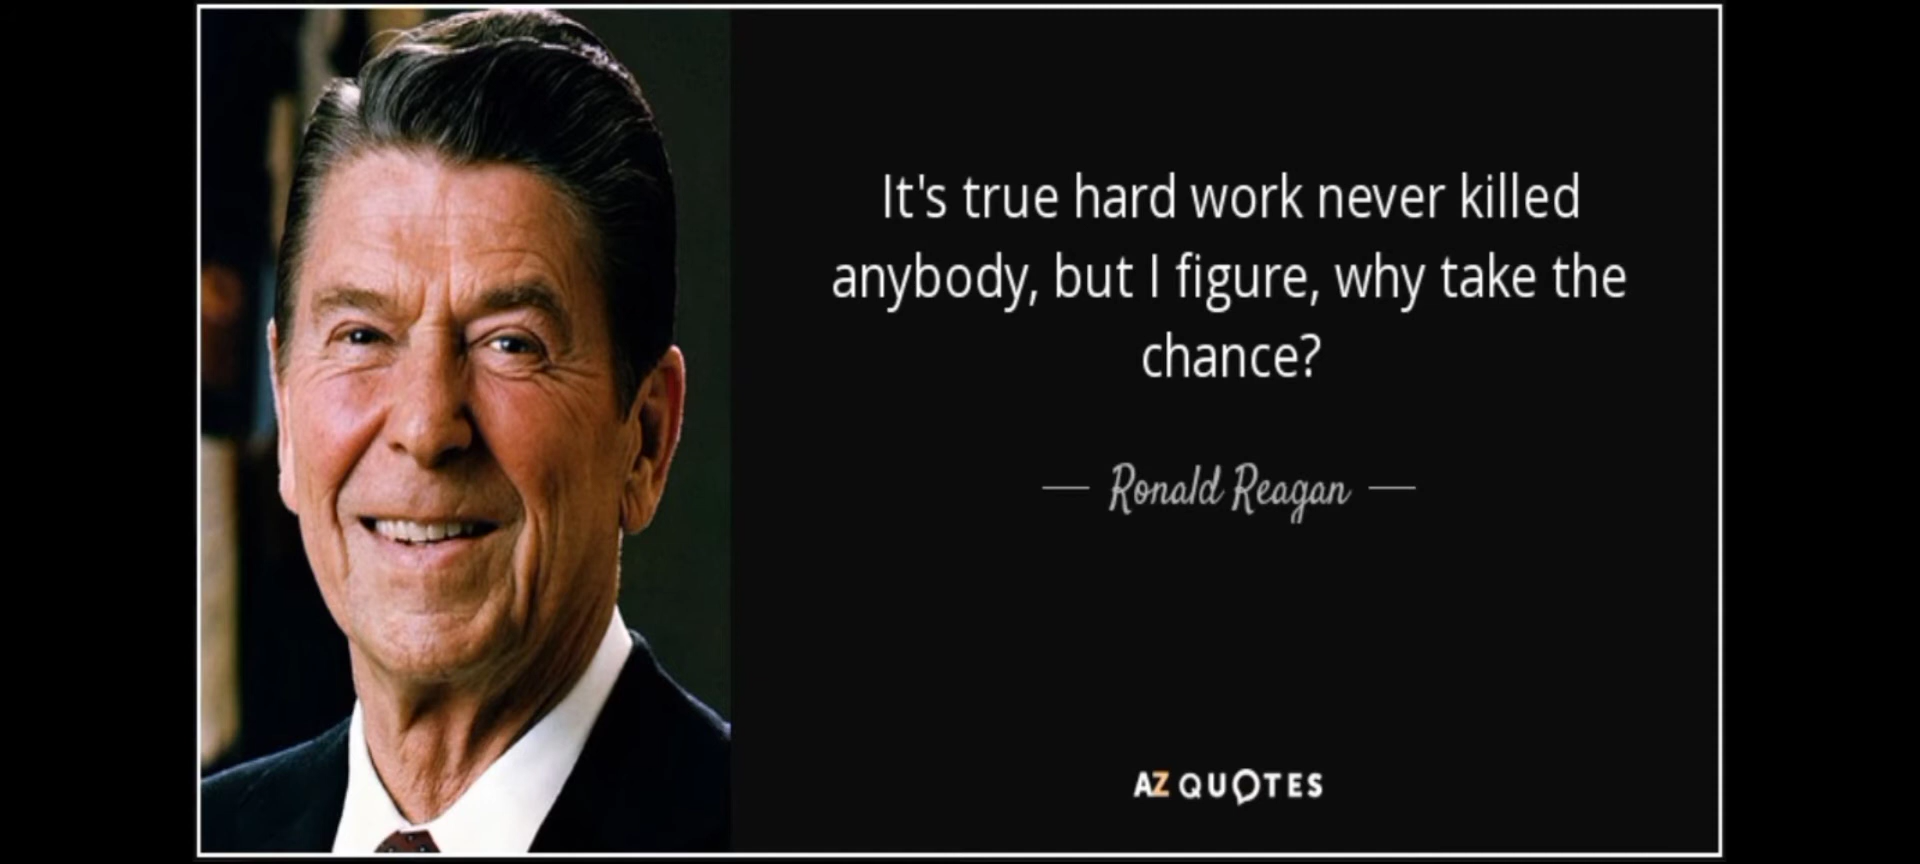 It's true hard work never killed
anybody, but I figure, why take the
chance?
— Ronald Reagan —
AZ QUOTES